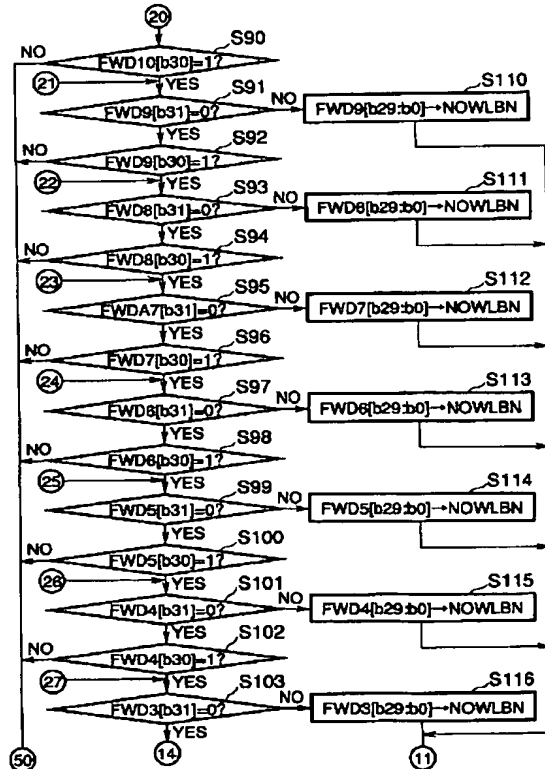 20
S90
NO
FWD10[b30]=1?
21
YES
S91
S110
FWD9[b31]=0?
NO
FWD9[b29:b0]→NOWLBN
YES
S92
NO
FWD9[b30]=1?
22
YES
S93
S111
FWD8[b31]=0?
NO
FWD8[b29:b0]→NOWLBN
YES
S94
NO
FWD8[b30]=1?
23
YES
S95
S112
FWDA7[b31]=0?
NO
FWD7[b29:b0]→NOWLBN
YES
S96
NO
FWD7[b30]=1?
24
YES
S97
S113
FWD6[b31]=0?
NO
FWD6[b29:b0]→NOWLBN
YES
S98
NO
FWD6[b30]=1?
25
YES
S99
S114
FWD5[b31]=0?
NO
FWD5[b29:b0]→NOWLBN
YES
S100
NO
FWD5[b30]=1?
26
YES
S101
S115
FWD4[b31]=0?
NO
FWD4[b29:b0]→NOWLBN
YES
S102
NO
FWD4[b30]=1?
27
YES
S103
S116
FWD3[b31]=0?
NO
FWD3[b29:b0]→NOWLBN
YES
50
14
11